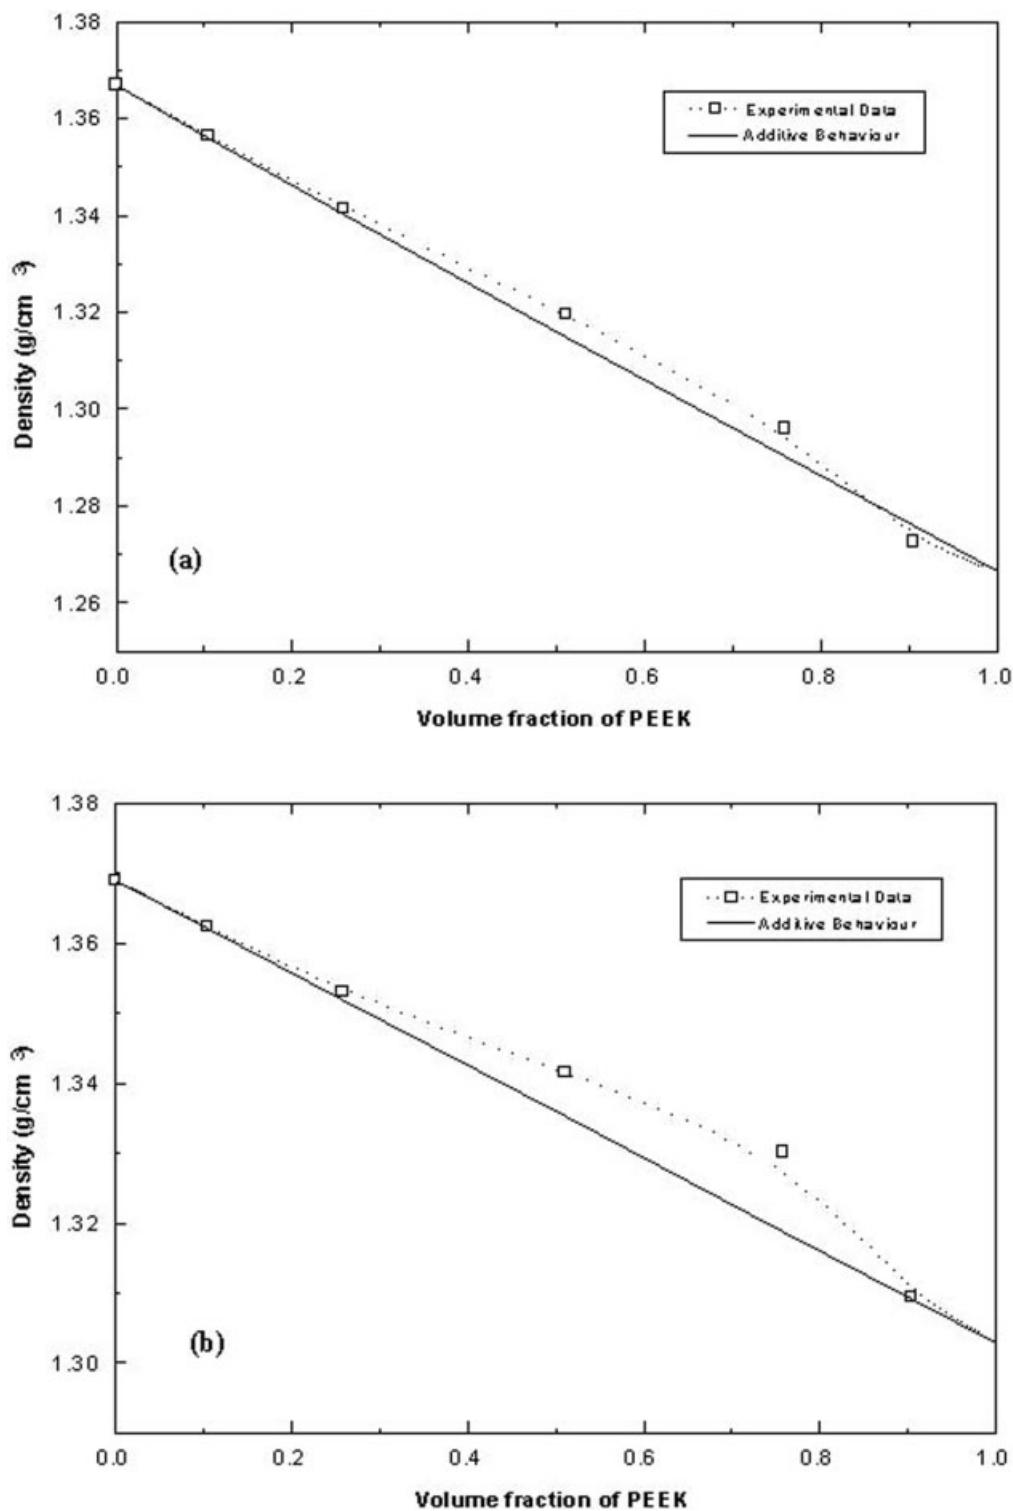 1.38
1.36
1.34
1.32
1.30
1.28
1.26
Density (g/cm 3)
Experimental Data
Additive Behaviour
(a)
0.0 0.2 0.4 0.6 0.8 1.0
Volume fraction of PEEK
1.38
1.36
1.34
1.32
1.30
Density (g/cm 3)
Experimental Data
Additive Behaviour
(b)
0.0 0.2 0.4 0.6 0.8 1.0
Volume fraction of PEEK